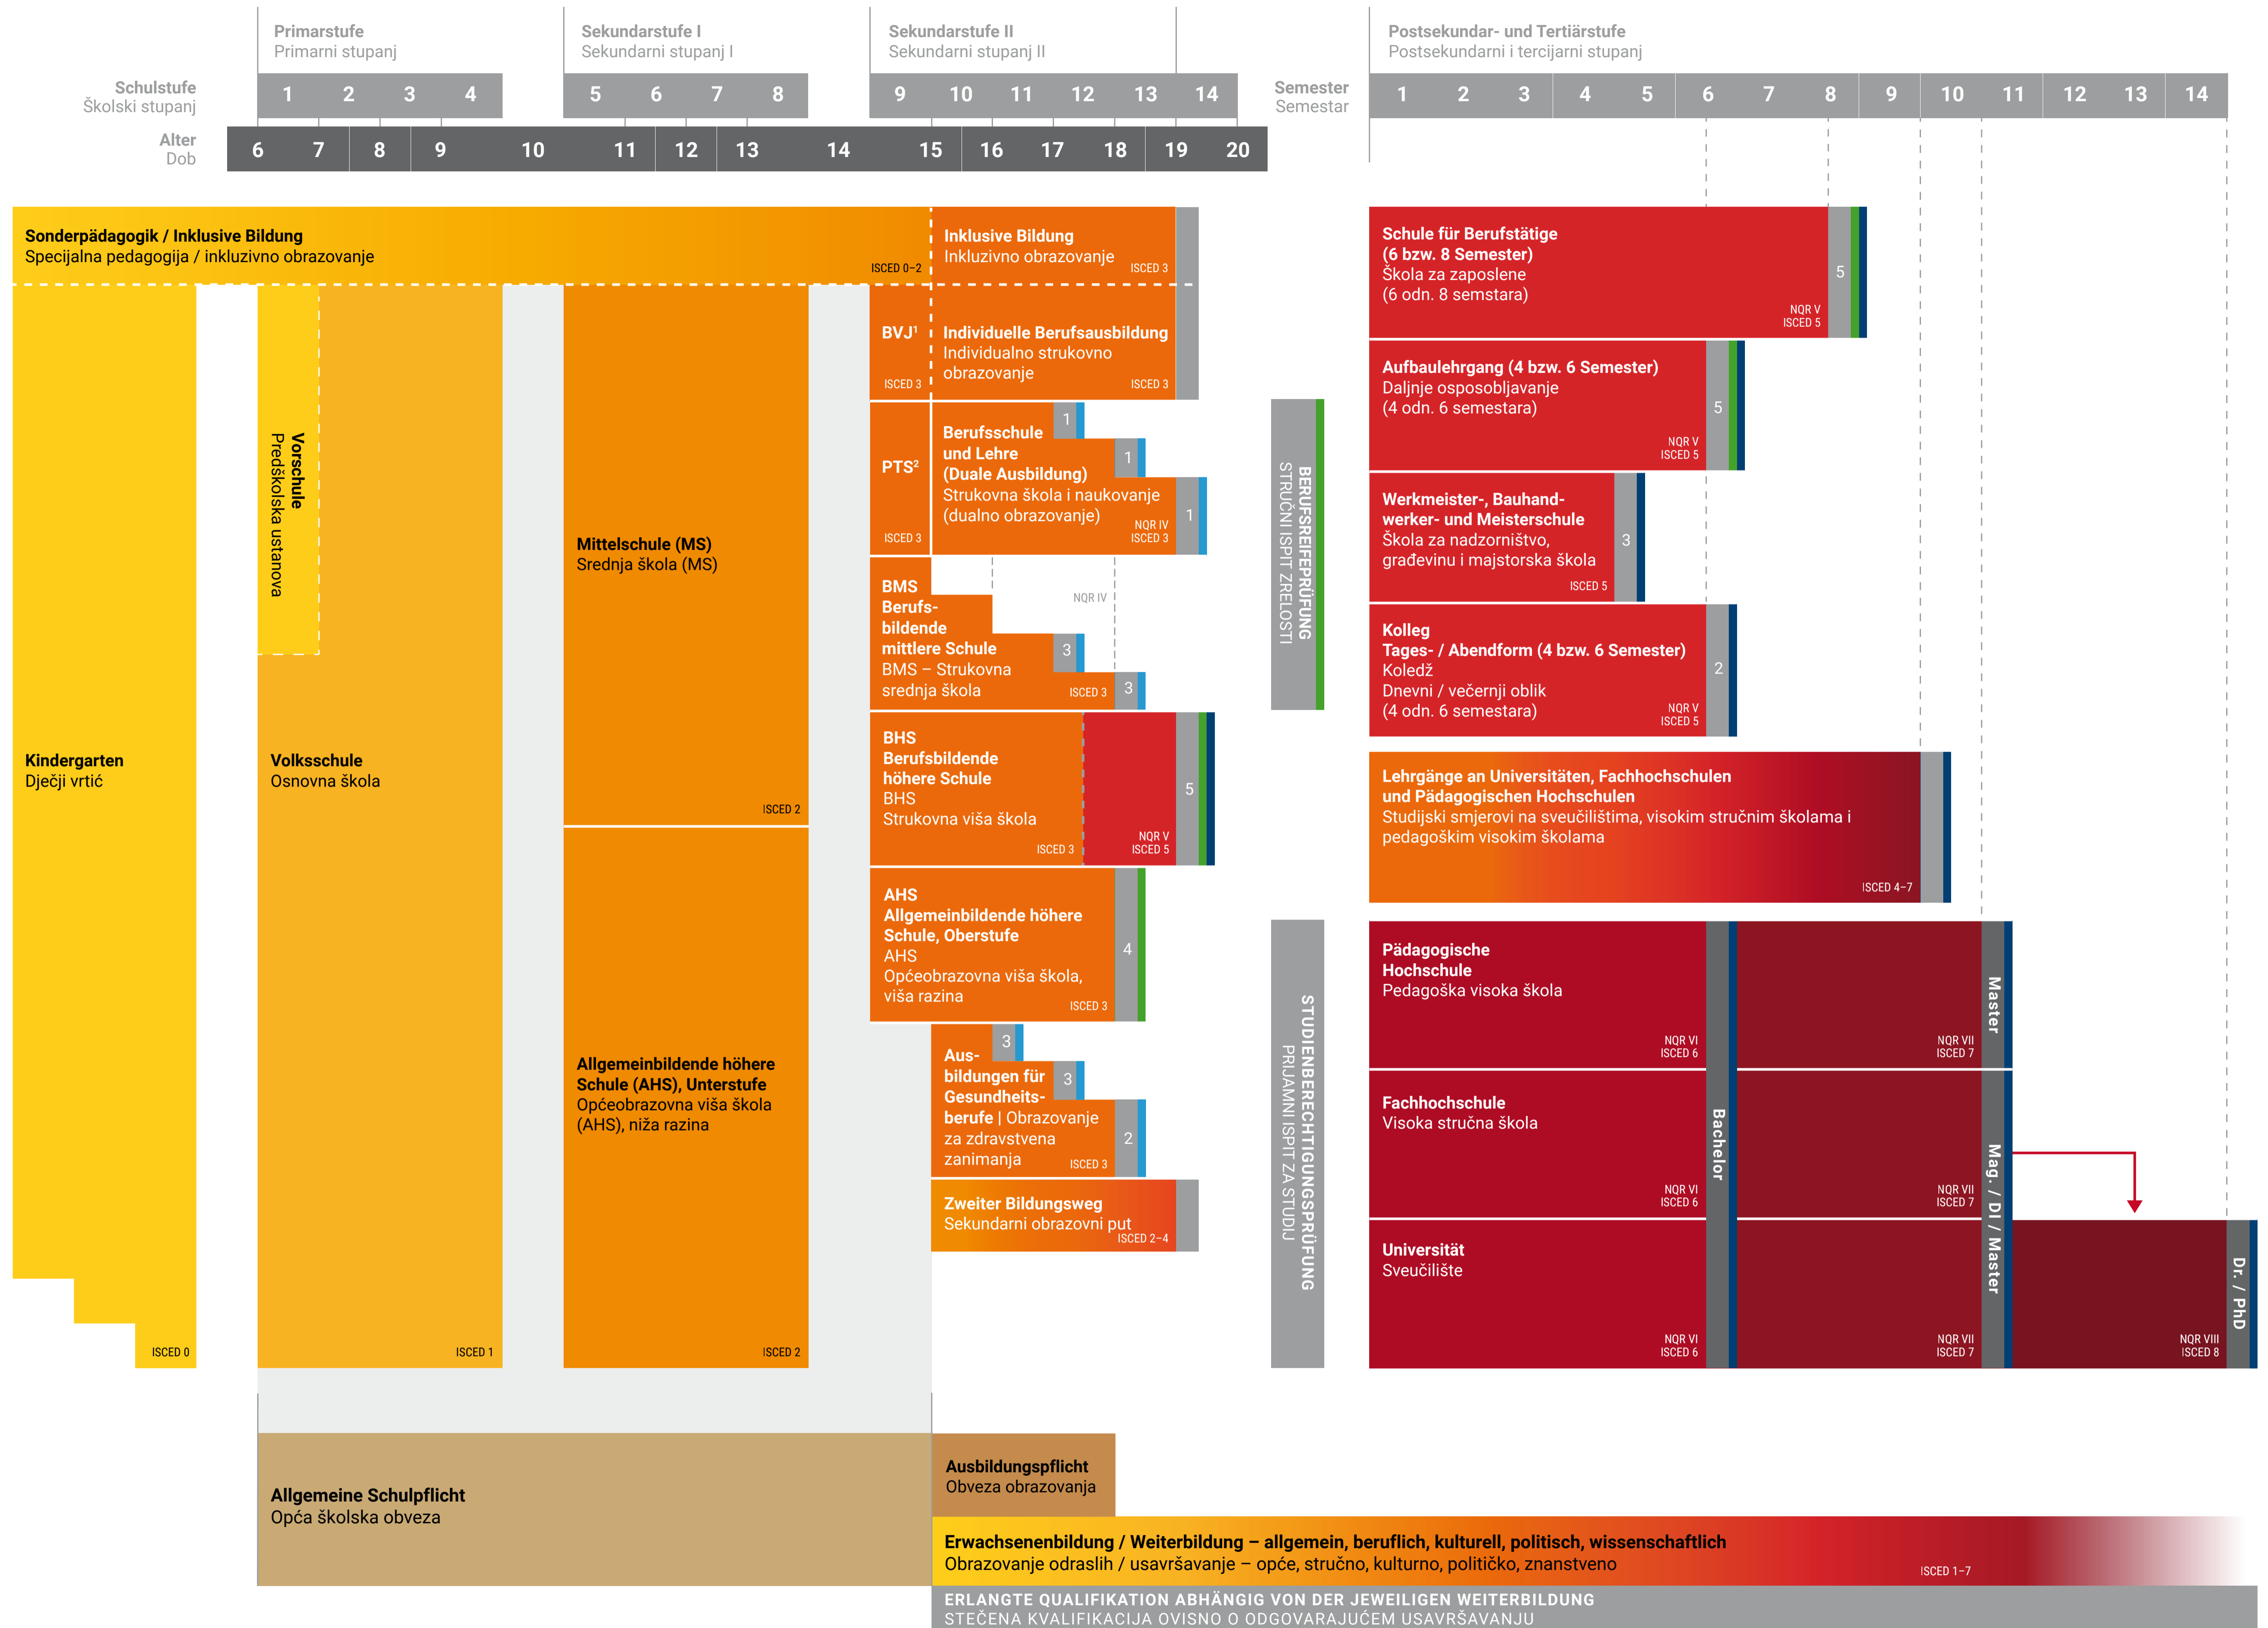 Primarstufe
Primarni stupanj
Sekundarstufe I
Sekundarni stupanj I
Sekundarstufe II
Sekundarni stupanj II
Postsekundar- und Tertiärstufe
Postsekundarni i tercijarni stupanj
Schulstufe
Školski stupanj
1 2 3 4 5 6 7 8 9 10 11 12 13 14
Semester
Semestar
1 2 3 4 5 6 7 8 9 10 11 12 13 14
Alter
Dob
6 7 8 9 10 11 12 13 14 15 16 17 18 19 20
Sonderpädagogik / Inklusive Bildung
Specijalna pedagogija / inkluzivno obrazovanje
ISCED 0–2
Inklusive Bildung
Inkluzivno obrazovanje
ISCED 3
Kindergarten
Dječji vrtić
ISCED 0
Vorschule
Predškolska ustanova
Volksschule
Osnovna škola
ISCED 1
Mittelschule (MS)
Srednja škola (MS)
ISCED 2
Allgemeinbildende höhere
Schule (AHS), Unterstufe
Općeobrazovna viša škola
(AHS), niža razina
ISCED 2
BVJ¹
ISCED 3
Individuelle Berufsausbildung
Individualno strukovno
obrazovanje
ISCED 3
PTS²
ISCED 3
Berufsschule
und Lehre
(Duale Ausbildung)
Strukovna škola i naukovanje
(dualno obrazovanje)
NQR IV
ISCED 3
1
1
1
BMS
Berufs-
bildende
mittlere Schule
BMS – Strukovna
srednja škola
ISCED 3
NQR IV
3
3
BHS
Berufsbildende
höhere Schule
BHS
Strukovna viša škola
ISCED 3
NQR V
ISCED 5
5
AHS
Allgemeinbildende höhere
Schule, Oberstufe
AHS
Općeobrazovna viša škola,
viša razina
ISCED 3
4
Aus-
bildungen für
Gesundheits-
berufe | Obrazovanje
za zdravstvena
zanimanja
ISCED 3
3
3
2
Zweiter Bildungsweg
Sekundarni obrazovni put
ISCED 2–4
BERUFSREIFEPRÜFUNG
STRUČNI ISPIT ZRELOSTI
STUDIENBERECHTIGUNGSPRÜFUNG
PRIJAMNI ISPIT ZA STUDIJ
Schule für Berufstätige
(6 bzw. 8 Semester)
Škola za zaposlene
(6 odn. 8 semstara)
NQR V
ISCED 5
5
Aufbaulehrgang (4 bzw. 6 Semester)
Daljnje osposobljavanje
(4 odn. 6 semestara)
NQR V
ISCED 5
5
Werkmeister-, Bauhand-
werker- und Meisterschule
Škola za nadzorništvo,
građevinu i majstorska škola
ISCED 5
3
Kolleg
Tages- / Abendform (4 bzw. 6 Semester)
Koledž
Dnevni / večernji oblik
(4 odn. 6 semestara)
NQR V
ISCED 5
2
Lehrgänge an Universitäten, Fachhochschulen
und Pädagogischen Hochschulen
Studijski smjerovi na sveučilištima, visokim stručnim školama i
pedagoškim visokim školama
ISCED 4–7
Pädagogische
Hochschule
Pedagoška visoka škola
NQR VI
ISCED 6
NQR VII
ISCED 7
Master
Fachhochschule
Visoka stručna škola
NQR VI
ISCED 6
Bachelor
NQR VII
ISCED 7
Mag. / DI / Master
Universität
Sveučilište
NQR VI
ISCED 6
NQR VII
ISCED 7
NQR VIII
ISCED 8
Dr. / PhD
Allgemeine Schulpflicht
Opća školska obveza
Ausbildungspflicht
Obveza obrazovanja
Erwachsenenbildung / Weiterbildung – allgemein, beruflich, kulturell, politisch, wissenschaftlich
Obrazovanje odraslih / usavršavanje – opće, stručno, kulturno, političko, znanstveno
ISCED 1–7
ERLANGTE QUALIFIKATION ABHÄNGIG VON DER JEWEILIGEN WEITERBILDUNG
STEČENA KVALIFIKACIJA OVISNO O ODGOVARAJUĆEM USAVRŠAVANJU